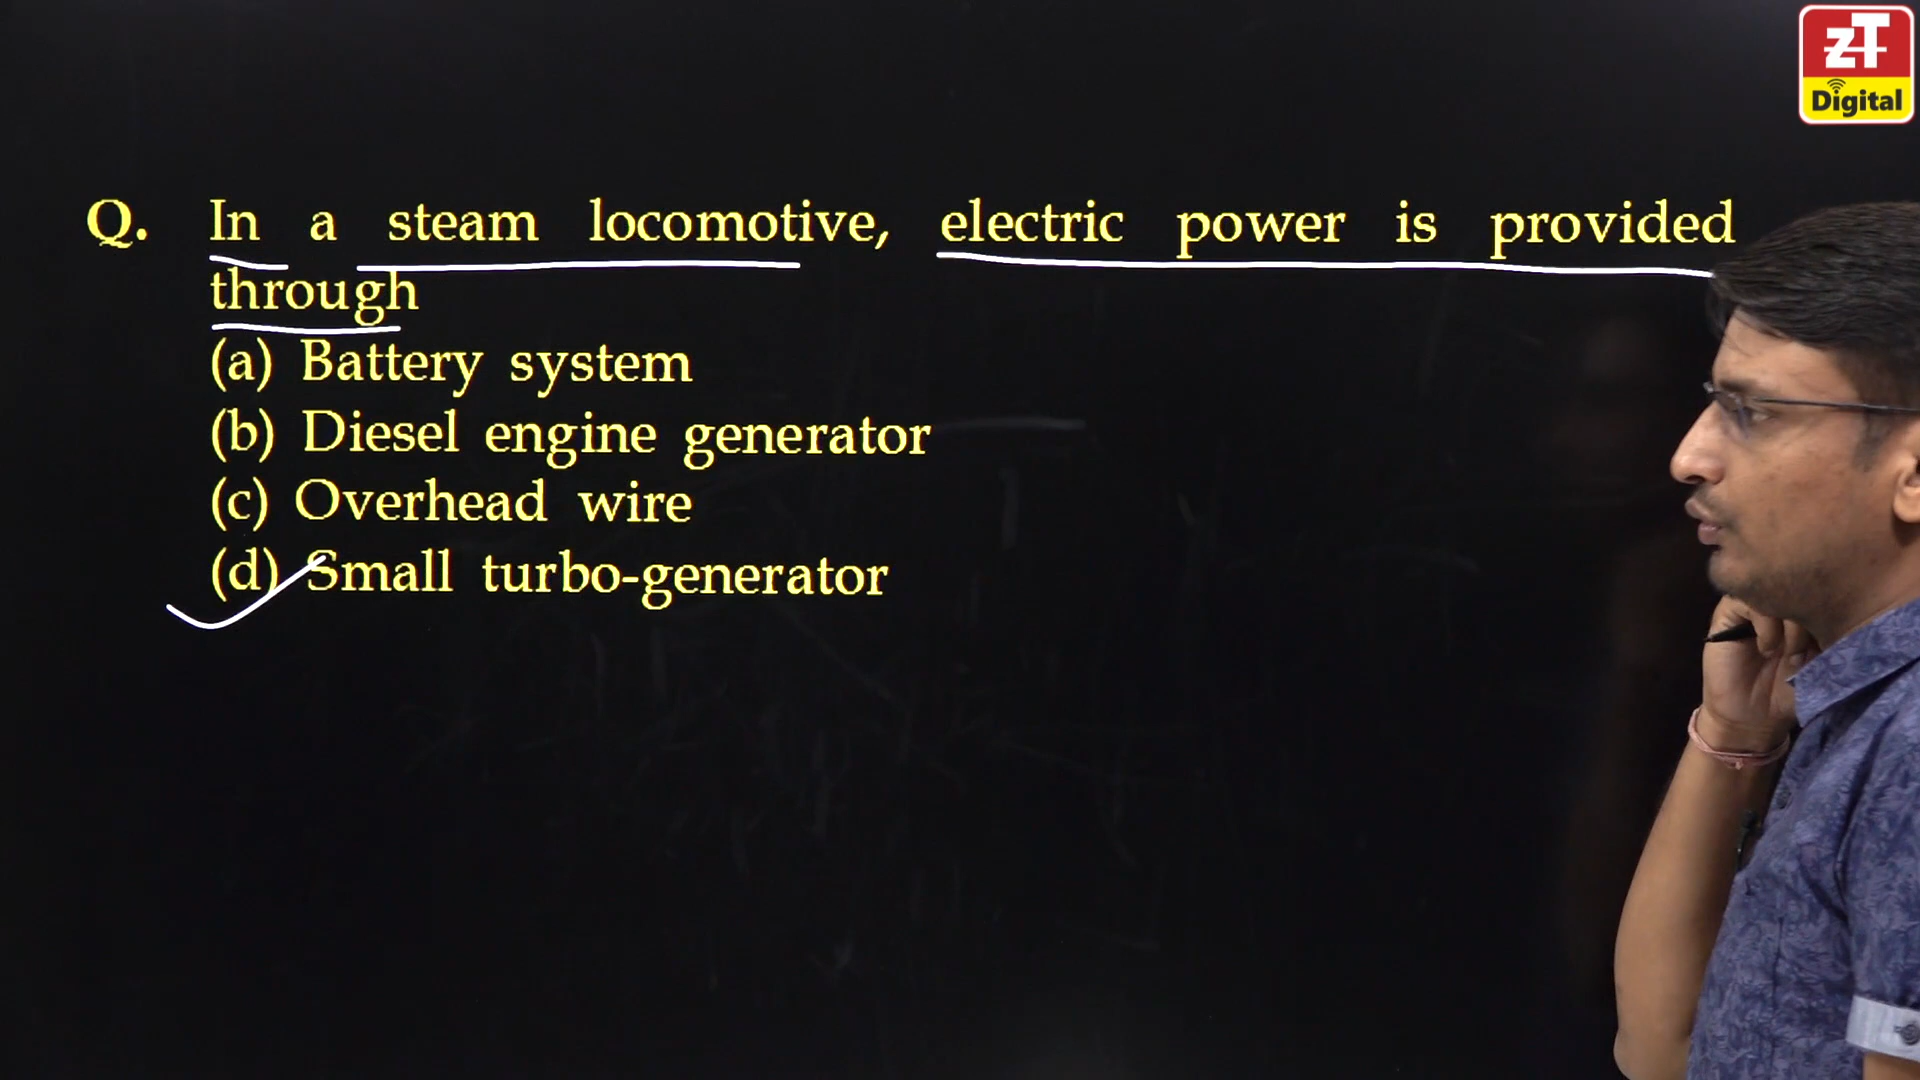 ZT
Digital
Q. In a steam locomotive, electric power is provided
through
(a) Battery system
(b) Diesel engine generator
(c) Overhead wire
(d) Small turbo-generator